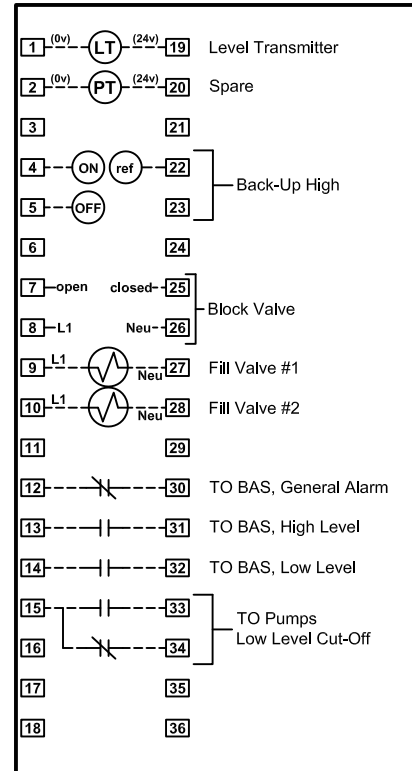 1 (0v) LT (24v) 19 Level Transmitter
2 (0v) PT (24v) 20 Spare
3 21
4 ON ref 22
Back-Up High
5 OFF 23
6 24
7 open closed 25
Block Valve
8 L1 Neu 26
9 L1 Neu 27 Fill Valve #1
10 L1 Neu 28 Fill Valve #2
11 29
12 30 TO BAS, General Alarm
13 31 TO BAS, High Level
14 32 TO BAS, Low Level
15 33
TO Pumps
Low Level Cut-Off
16 34
17 35
18 36